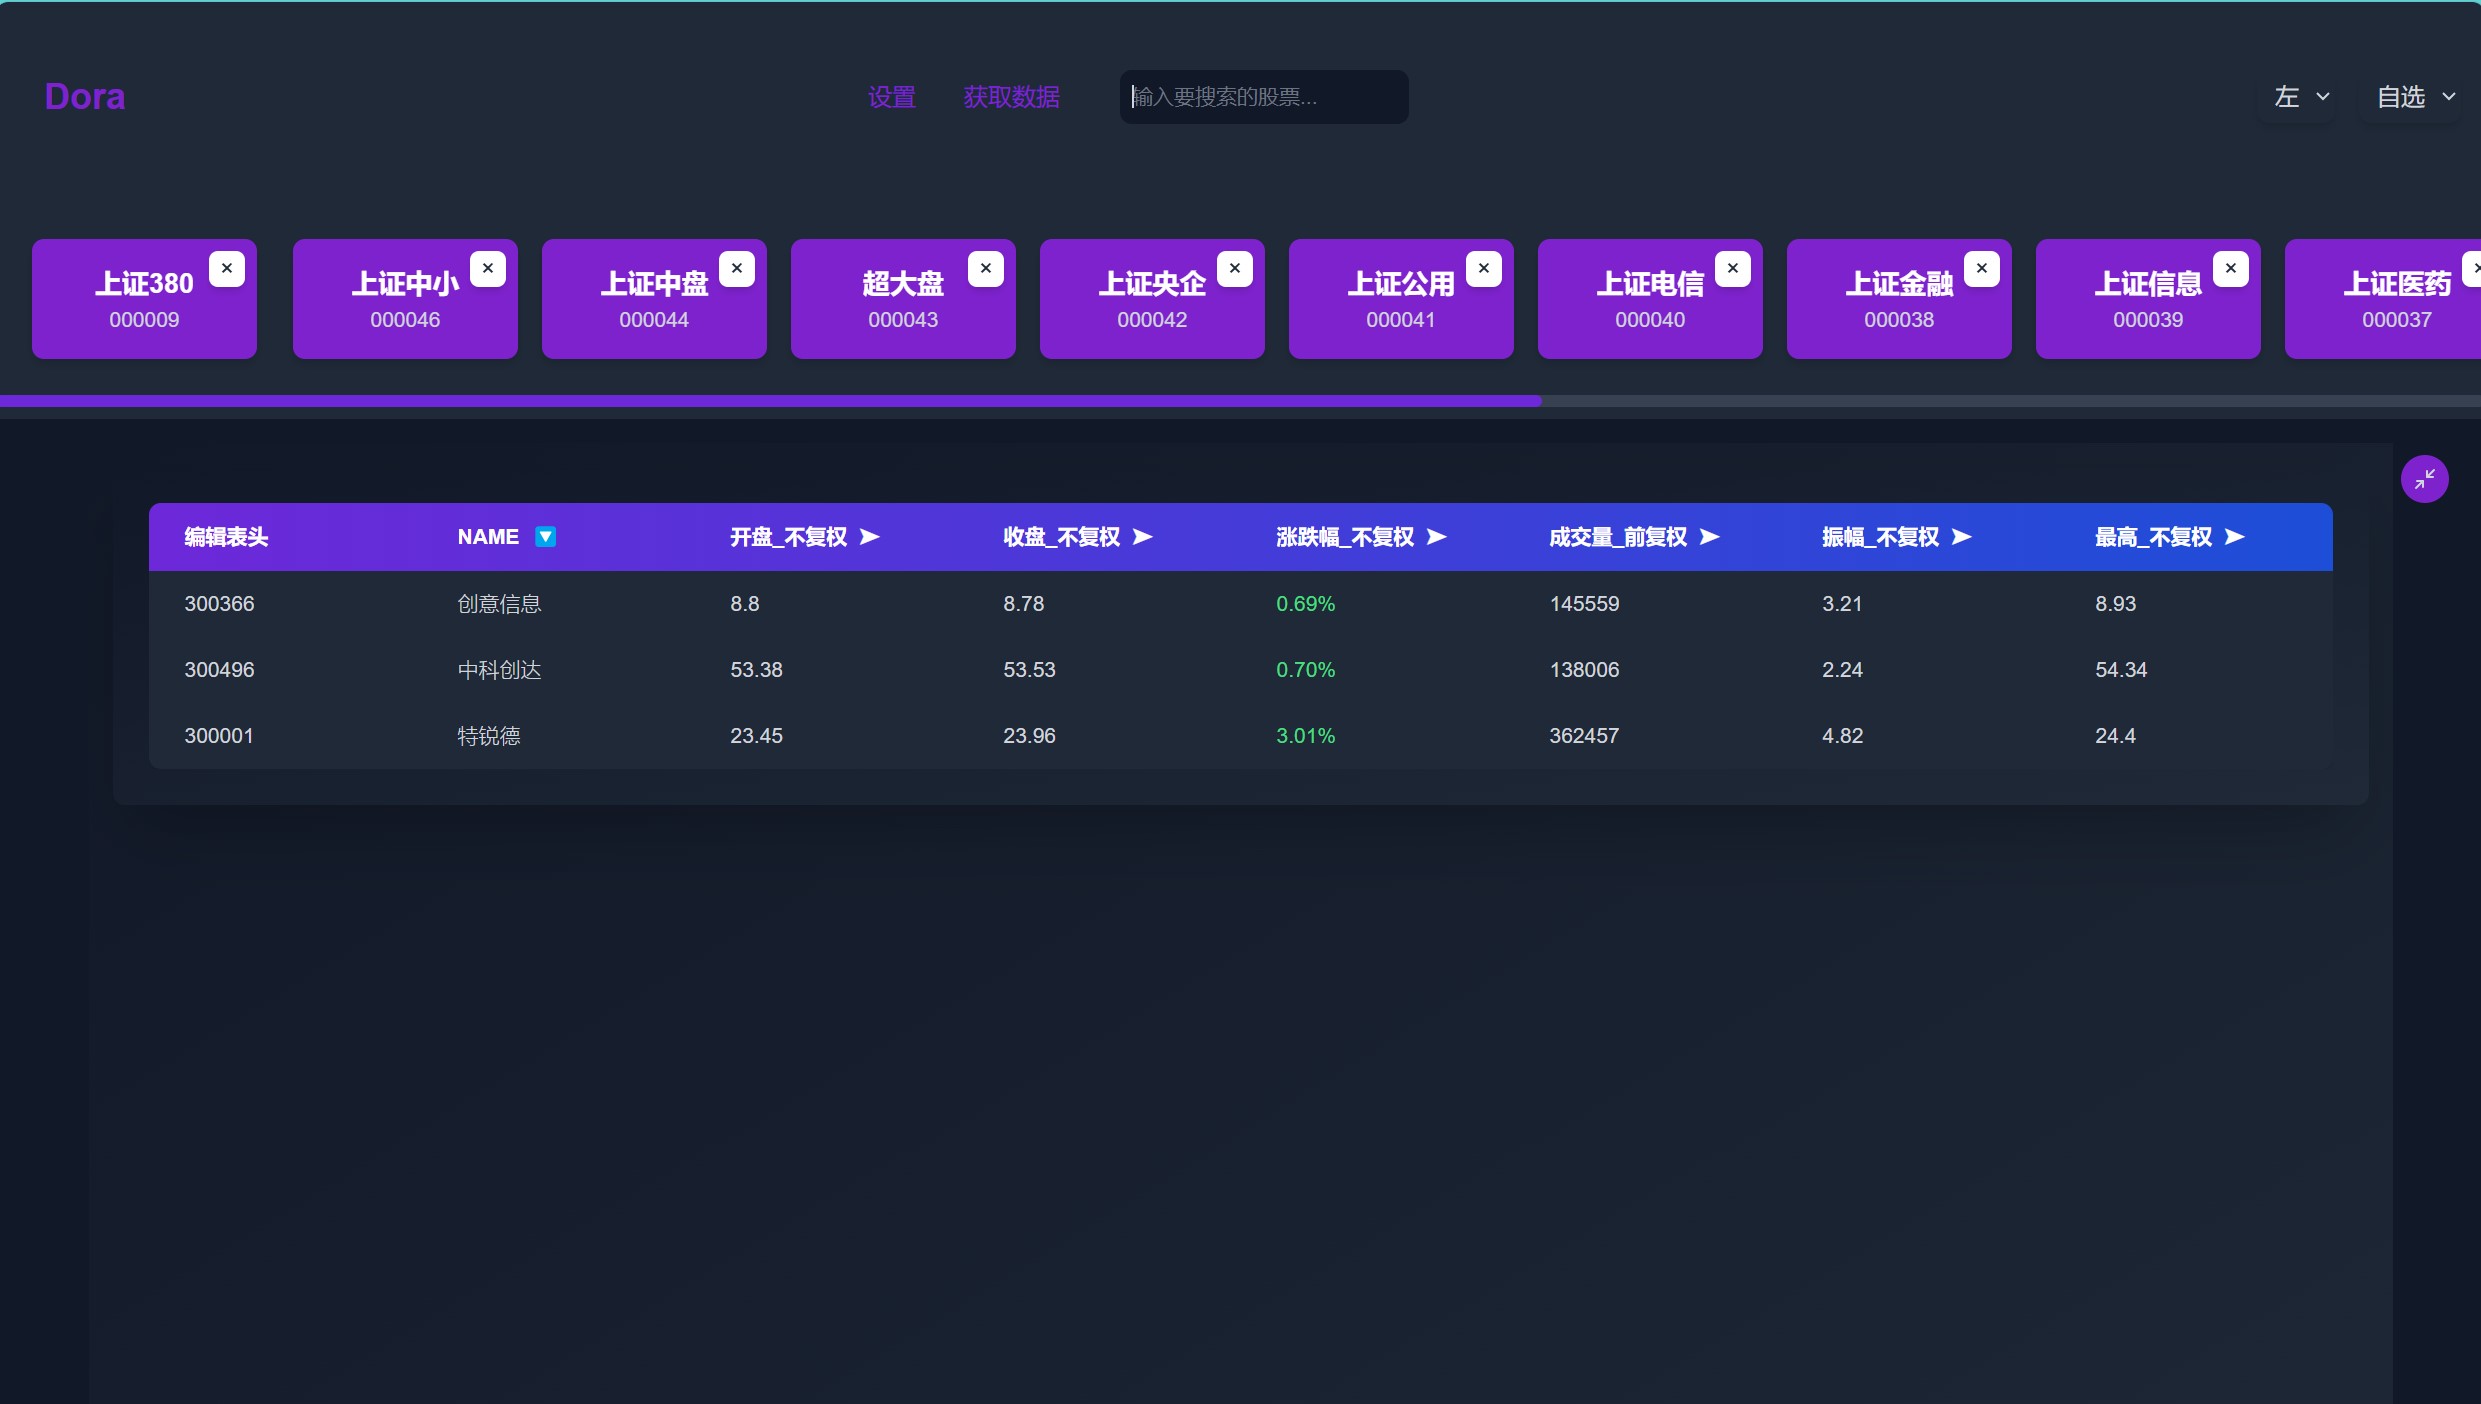 Dora
设置 获取数据 输入要搜索的股票... 左 自选
上证380 上证中小 上证中盘 超大盘 上证央企 上证公用 上证电信 上证金融 上证信息 上证医药
000009 000046 000044 000043 000042 000041 000040 000038 000039 000037
编辑表头 NAME 开盘_不复权 收盘_不复权 涨跌幅_不复权 成交量_前复权 振幅_不复权 最高_不复权
300366 创意信息 8.8 8.78 0.69% 145559 3.21 8.93
300496 中科创达 53.38 53.53 0.70% 138006 2.24 54.34
300001 特锐德 23.45 23.96 3.01% 362457 4.82 24.4